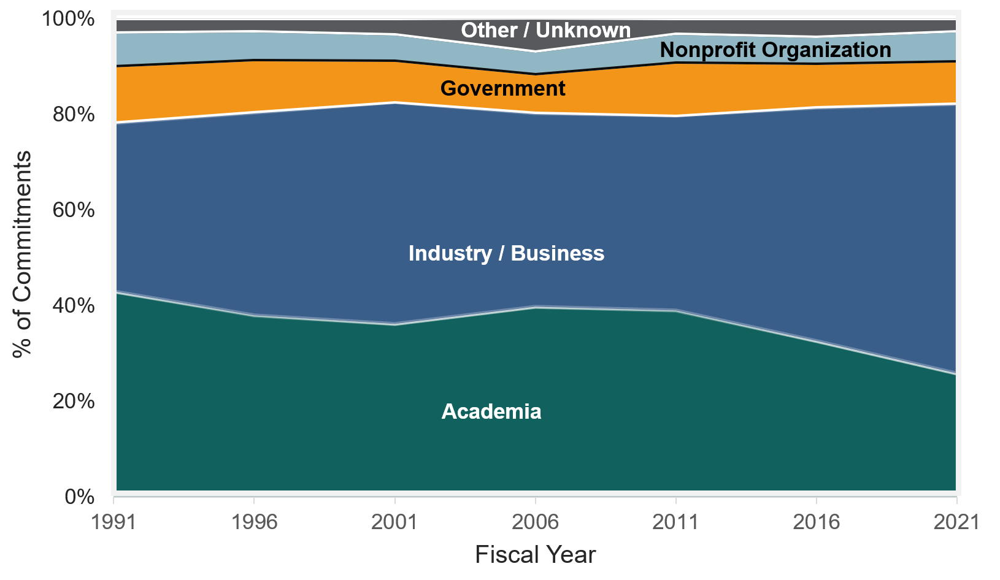 100%
80%
60%
40%
20%
0%
% of Commitments
Other / Unknown
Nonprofit Organization
Government
Industry / Business
Academia
1991 1996 2001 2006 2011 2016 2021
Fiscal Year